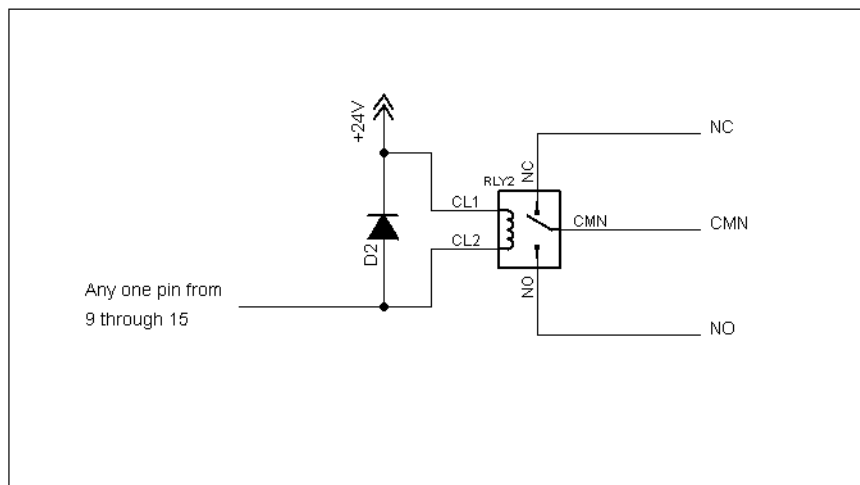 +24V
NC
NC
RLY2
CL1
CMN
CMN
CL2
D2
NO
Any one pin from
9 through 15
NO